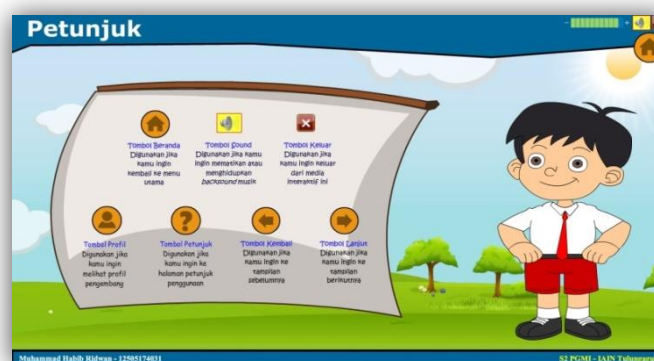 Petunjuk
Tombol Beranda
Digunakan jika
kamu ingin
kembali ke menu
utama
Tombol Sound
Digunakan jika kamu
ingin mematikan atau
menghidupkan
backsound musik
Tombol Keluar
Digunakan jika
kamu ingin keluar
dari media
interaktif ini
Tombol Profil
Digunakan jika
kamu ingin
melihat profil
pengembang
Tombol Petunjuk
Digunakan jika
kamu ingin ke
halaman petunjuk
penggunaan
Tombol Kembali
Digunakan jika
kamu ingin ke
tampilan
sebelumnya
Tombol Lanjut
Digunakan jika
kamu ingin ke
tampilan
berikutnya
Muhammad Habib Ridwan - 12505174031
S2 PGMI - IAIN Tulungagung